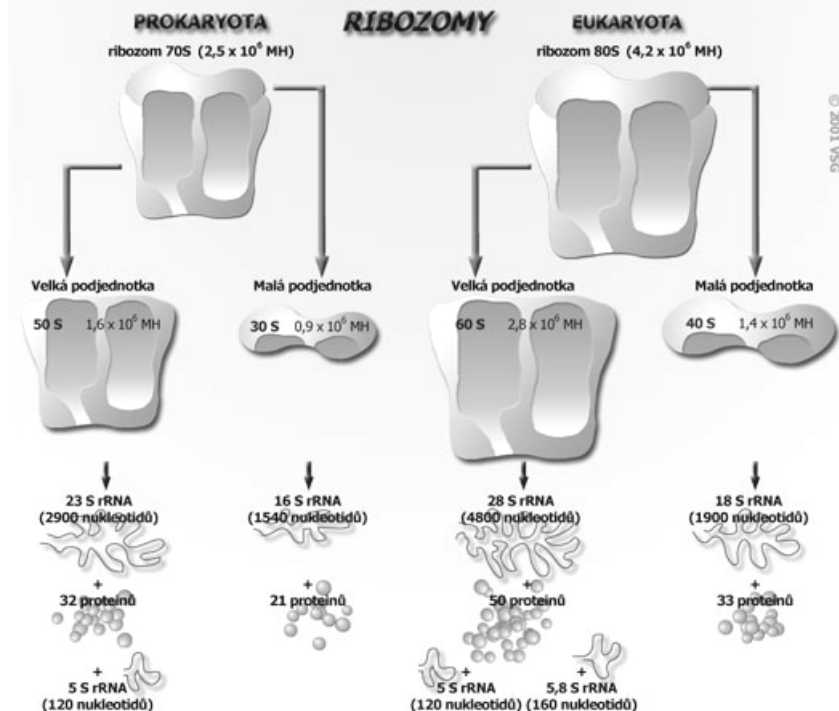 RIBOZOMY
PROKARYOTA
ribozom 70S (2,5 x 10⁶ MH)
EUKARYOTA
ribozom 80S (4,2 x 10⁶ MH)
© 2001 VSG
Velká podjednotka
50 S 1,6 x 10⁶ MH
Malá podjednotka
30 S 0,9 x 10⁶ MH
Velká podjednotka
60 S 2,8 x 10⁶ MH
Malá podjednotka
40 S 1,4 x 10⁶ MH
23 S rRNA
(2900 nukleotidů)
+
32 proteinů
+
5 S rRNA
(120 nukleotidů)
16 S rRNA
(1540 nukleotidů)
+
21 proteinů
28 S rRNA
(4800 nukleotidů)
+
50 proteinů
+
5 S rRNA
(120 nukleotidů)
+
5,8 S rRNA
(160 nukleotidů)
18 S rRNA
(1900 nukleotidů)
+
33 proteinů